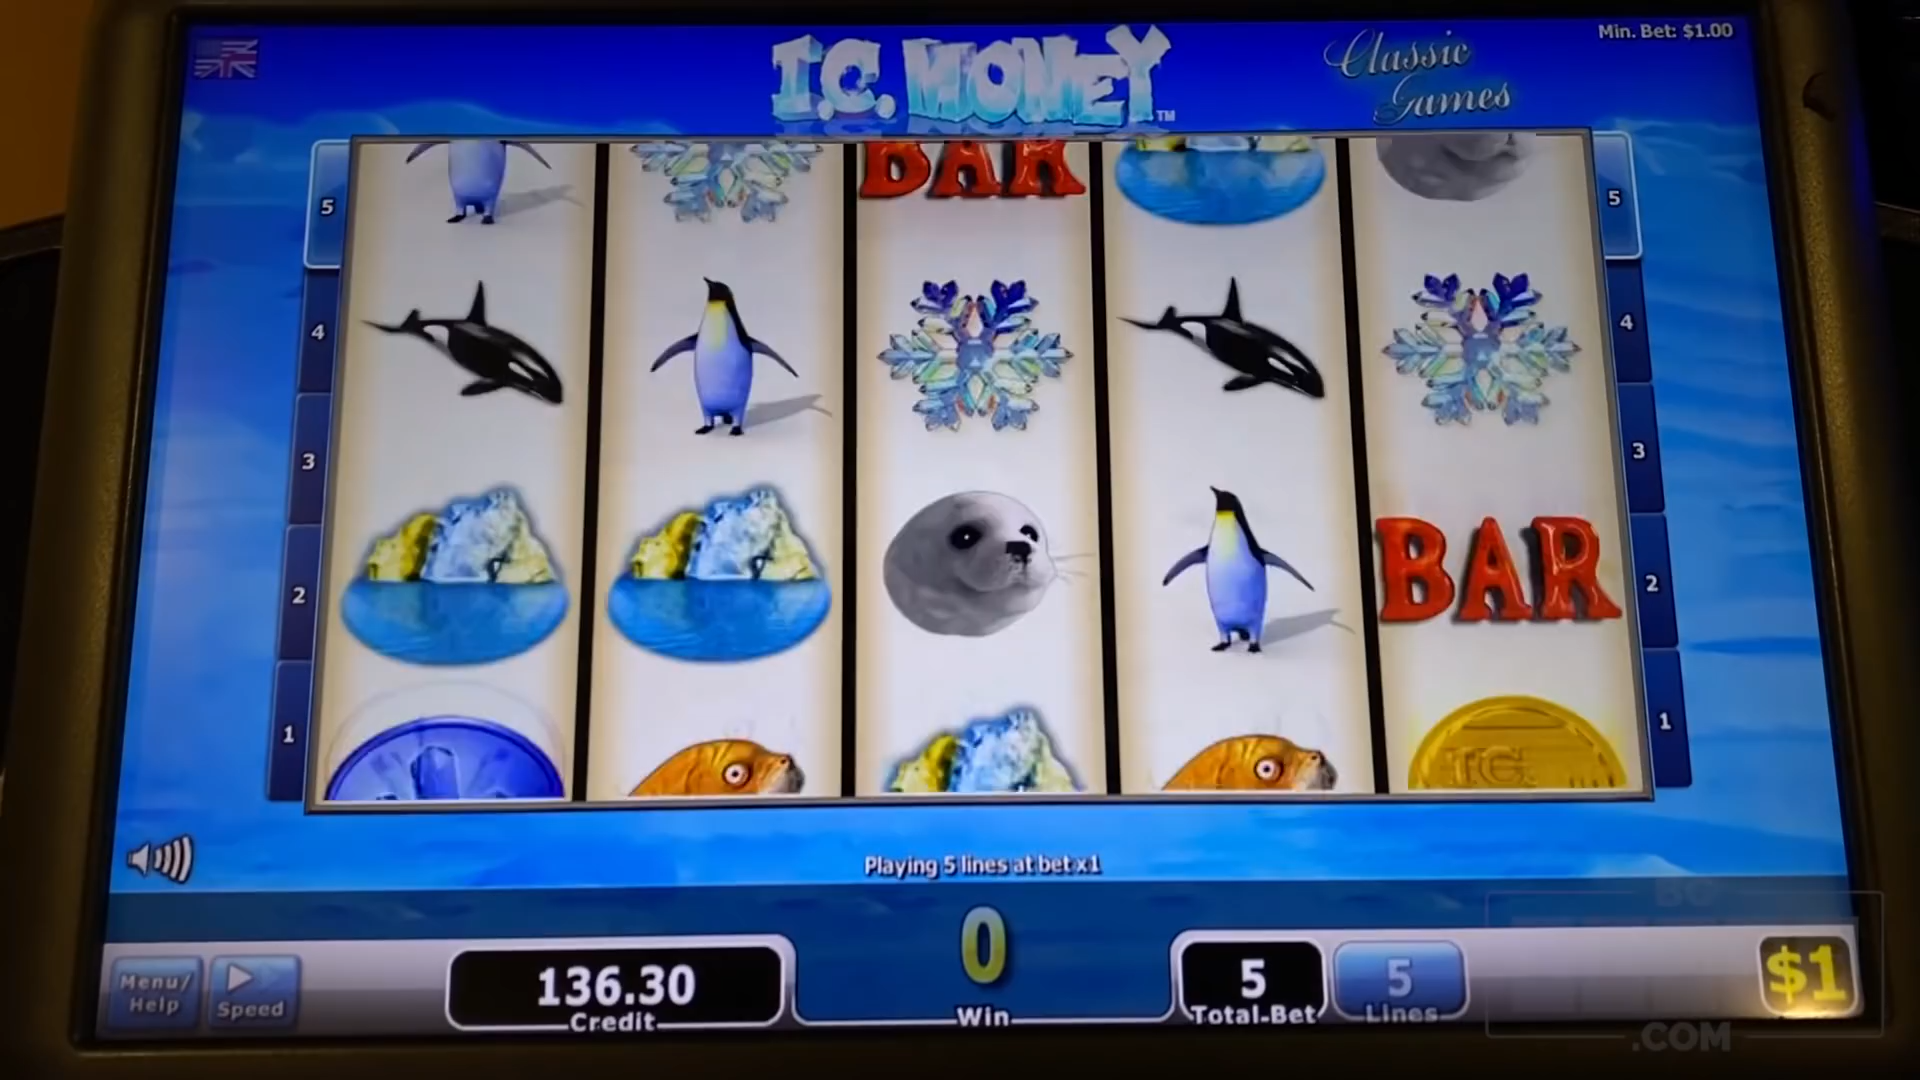 I.C. MONEY™
Classic
Games
Min. Bet: $1.00
BAR
5
5
4
4
3
3
BAR
2
2
1
1
I.C.
Playing 5 lines at bet x1
0
Win
136.30
Credit
5
Total Bet
5
Lines
$1
Menu/
Help
Speed
BC
.COM